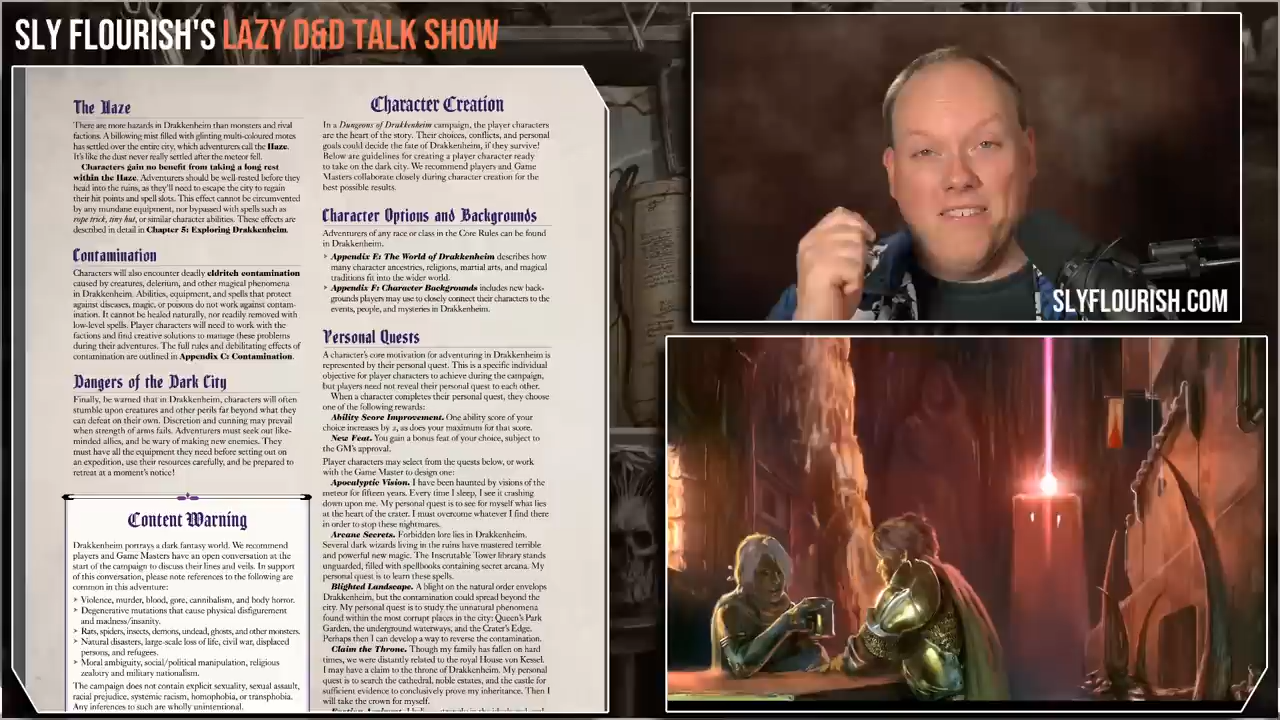 SLY FLOURISH'S LAZY D&D TALK SHOW
The Haze
There are more hazards in Drakkenheim than monsters and rival
factions. A billowing mist filled with glinting multi-coloured motes
has settled over the entire city, which adventurers call the Haze.
It's like the dust never really settled after the meteor fell.
Characters gain no benefit from taking a long rest
within the Haze. Adventurers should be well-rested before they
head into the ruins, as they'll need to escape the city to regain
their hit points and spell slots. This effect cannot be circumvented
by any mundane equipment, nor bypassed with spells such as
rope trick, tiny hut, or similar character abilities. These effects are
described in detail in Chapter 5: Exploring Drakkenheim.
Contamination
Characters will also encounter deadly eldritch contamination
caused by creatures, delerium, and other magical phenomena
in Drakkenheim. Abilities, equipment, and spells that protect
against diseases, magic, or poisons do not work against contam-
ination. It cannot be healed naturally, nor readily removed with
low-level spells. Player characters will need to work with the
factions and find creative solutions to manage these problems
during their adventures. The full rules and debilitating effects of
contamination are outlined in Appendix C: Contamination.
Dangers of the Dark City
Finally, be warned that in Drakkenheim, characters will often
stumble upon creatures and other perils far beyond what they
can defeat on their own. Discretion and cunning may prevail
when strength of arms fails. Adventurers must seek out like-
minded allies, and be wary of making new enemies. They
must have all the equipment they need before setting out on
an expedition, use their resources carefully, and be prepared to
retreat at a moment's notice!
Content Warning
Drakkenheim portrays a dark fantasy world. We recommend
players and Game Masters have an open conversation at the
start of the campaign to discuss their lines and veils. In support
of this conversation, please note references to the following are
common in this adventure:
Violence, murder, blood, gore, cannibalism, and body horror.
Degenerative mutations that cause physical disfigurement
and madness/insanity.
Rats, spiders, insects, demons, undead, ghosts, and other monsters.
Natural disasters, large-scale loss of life, civil war, displaced
persons, and refugees.
Moral ambiguity, social/political manipulation, religious
zealotry and military nationalism.
The campaign does not contain explicit sexuality, sexual assault,
racial prejudice, systemic racism, homophobia, or transphobia.
Any inferences to such are wholly unintentional.
Character Creation
In a Dungeons of Drakkenheim campaign, the player characters
are the heart of the story. Their choices, conflicts, and personal
goals could decide the fate of Drakkenheim, if they survive!
Below are guidelines for creating a player character ready
to take on the dark city. We recommend players and Game
Masters collaborate closely during character creation for the
best possible results.
Character Options and Backgrounds
Adventurers of any race or class in the Core Rules can be found
in Drakkenheim.
Appendix E: The World of Drakkenheim describes how
many character ancestries, religions, martial arts, and magical
traditions fit into the wider world.
Appendix F: Character Backgrounds includes new back-
grounds players may use to closely connect their characters to the
events, people, and mysteries in Drakkenheim.
Personal Quests
A character's core motivation for adventuring in Drakkenheim is
represented by their personal quest. This is a specific individual
objective for player characters to achieve during the campaign,
but players need not reveal their personal quest to each other.
When a character completes their personal quest, they choose
one of the following rewards:
Ability Score Improvement. One ability score of your
choice increases by 2, as does your maximum for that score.
New Feat. You gain a bonus feat of your choice, subject to
the GM's approval.
Player characters may select from the quests below, or work
with the Game Master to design one:
Apocalyptic Vision. I have been haunted by visions of the
meteor for fifteen years. Every time I sleep, I see it crashing
down upon me. My personal quest is to see for myself what lies
at the heart of the crater. I must overcome whatever I find there
in order to stop these nightmares.
Arcane Secrets. Forbidden lore lies in Drakkenheim.
Several dark wizards living in the ruins have mastered terrible
and powerful new magic. The Inscrutable Tower library stands
unguarded, filled with spellbooks containing secret arcana. My
personal quest is to learn these spells.
Blighted Landscape. A blight on the natural order envelops
Drakkenheim, but the contamination could spread beyond the
city. My personal quest is to study the unnatural phenomena
found within the most corrupt places in the city: Queen's Park
Garden, the underground waterways, and the Crater's Edge.
Perhaps then I can develop a way to reverse the contamination.
Claim the Throne. Though my family has fallen on hard
times, we were distantly related to the royal House von Kessel.
I may have a claim to the throne of Drakkenheim. My personal
quest is to search the cathedral, noble estates, and the castle for
sufficient evidence to conclusively prove my inheritance. Then I
will take the crown for myself.
SLYFLOURISH.COM